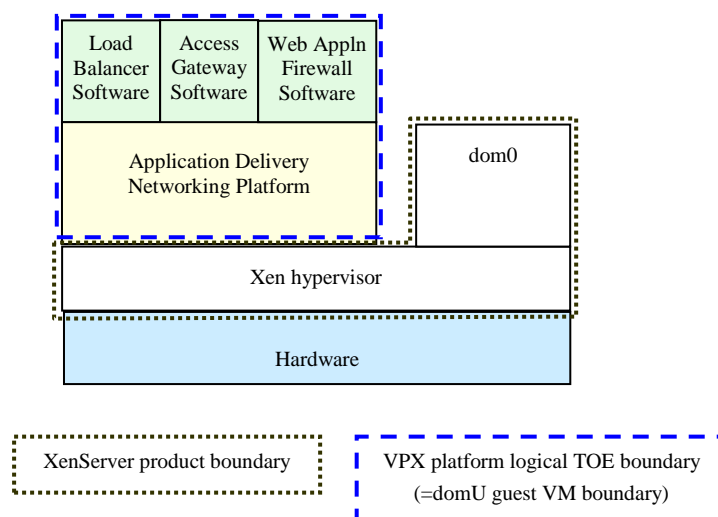 Load
Balancer
Software
Access
Gateway
Software
Web Appln
Firewall
Software
Application Delivery
Networking Platform
dom0
Xen hypervisor
Hardware
XenServer product boundary
VPX platform logical TOE boundary
(=domU guest VM boundary)